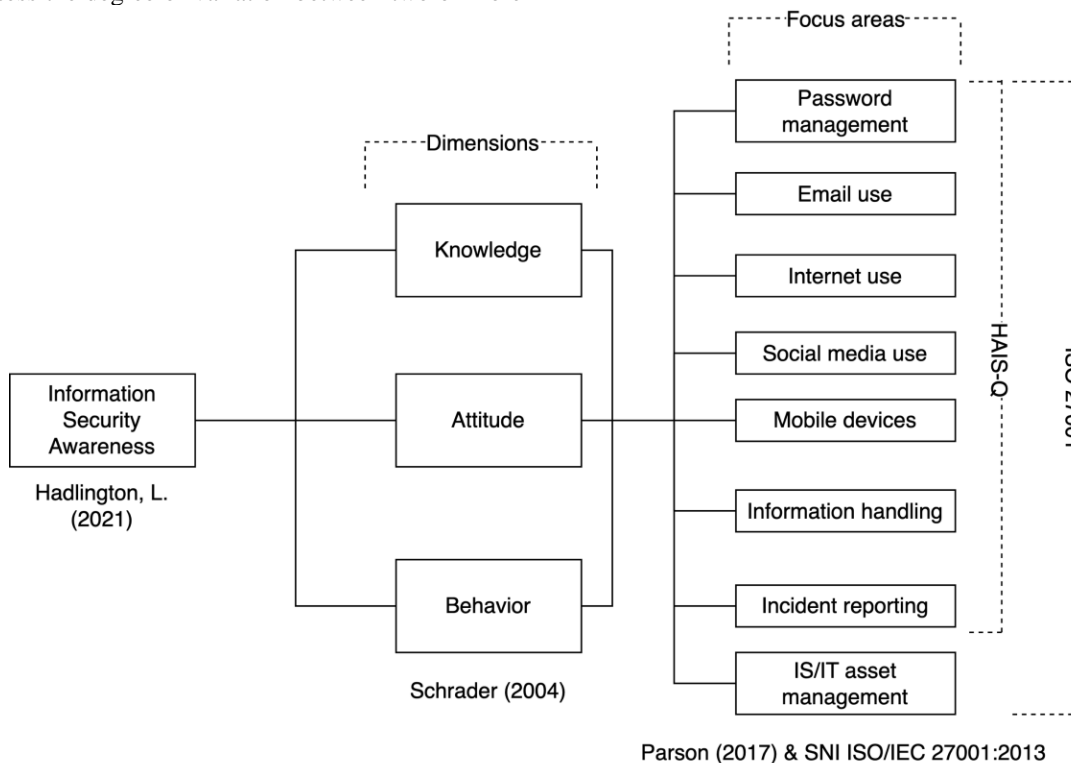 Focus areas
Password
management
Dimensions
Email use
Knowledge
Internet use
HAIS-Q
Social media use
Information
Security
Awareness
Attitude
Mobile devices
Hadlington, L.
(2021)
Information handling
Behavior
Incident reporting
IS/IT asset
management
Schrader (2004)
Parson (2017) & SNI ISO/IEC 27001:2013